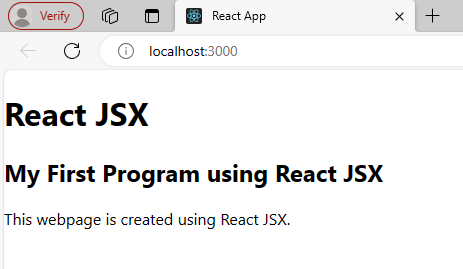 Verify
React App
localhost:3000
React JSX
My First Program using React JSX
This webpage is created using React JSX.